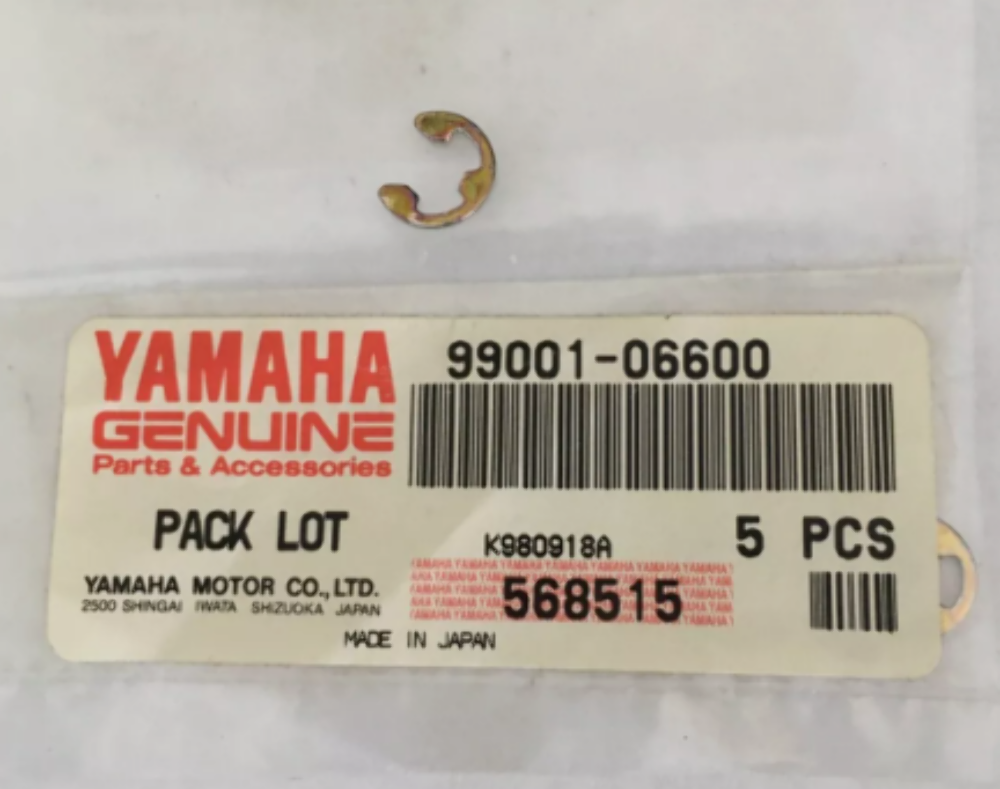 YAMAHA
GENUINE
Parts & Accessories
99001-06600
PACK LOT
K980918A
5 PCS
YAMAHA MOTOR CO., LTD.
2500 SHINGAI IWATA SHIZUOKA JAPAN
568515
MADE IN JAPAN